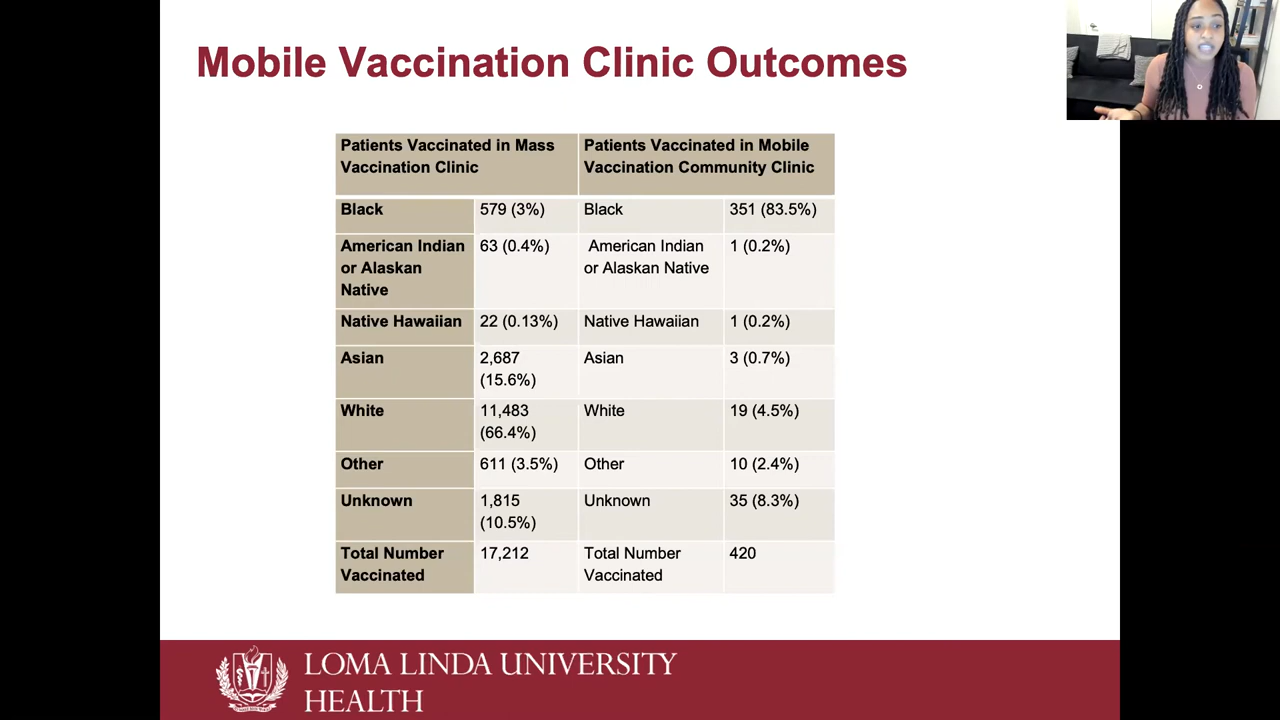 Mobile Vaccination Clinic Outcomes
Patients Vaccinated in Mass
Vaccination Clinic
Patients Vaccinated in Mobile
Vaccination Community Clinic
Black
579 (3%)
Black
351 (83.5%)
American Indian
or Alaskan
Native
63 (0.4%)
American Indian
or Alaskan Native
1 (0.2%)
Native Hawaiian
22 (0.13%)
Native Hawaiian
1 (0.2%)
Asian
2,687
(15.6%)
Asian
3 (0.7%)
White
11,483
(66.4%)
White
19 (4.5%)
Other
611 (3.5%)
Other
10 (2.4%)
Unknown
1,815
(10.5%)
Unknown
35 (8.3%)
Total Number
Vaccinated
17,212
Total Number
Vaccinated
420
LOMA LINDA UNIVERSITY
HEALTH